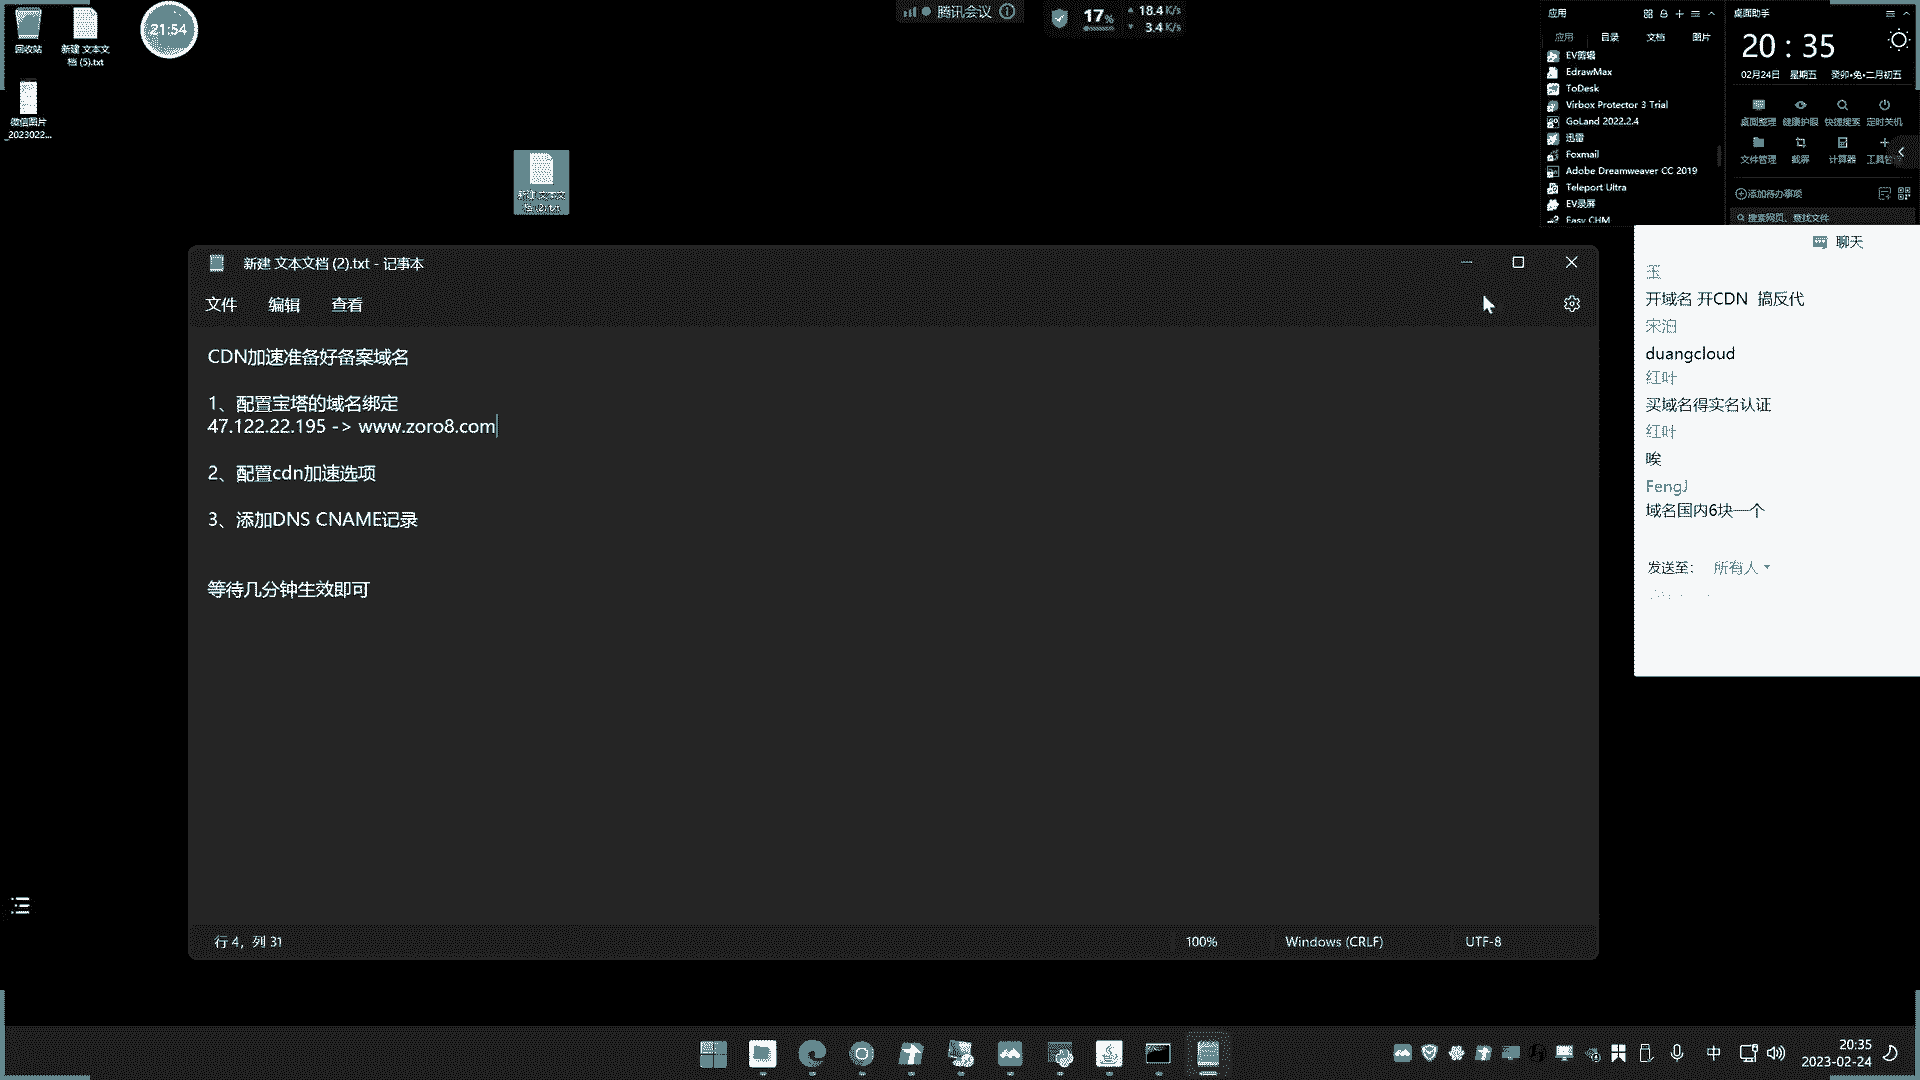 回收站
新建 文本文
档 (5).txt
21:54
微信图片
_2023022...
新建 文本文
档 (2).txt
腾讯会议
17%
18.4 K/s
3.4 K/s
应用
应用 目录 文档 图片
EV剪辑
EdrawMax
ToDesk
Virbox Protector 3 Trial
GoLand 2022.2.4
迅雷
Foxmail
Adobe Dreamweaver CC 2019
Teleport Ultra
EV录屏
Easy CHM
桌面助手
20 : 35
02月24日 星期五 癸卯•兔•二月初五
桌面整理 健康护眼 快捷搜索 定时关机
文件管理 截屏 计算器
添加待办事项
搜索网页、查找文件
新建 文本文档 (2).txt - 记事本
文件 编辑 查看
CDN加速准备好备案域名
1、配置宝塔的域名绑定
47.122.22.195 -> www.zoro8.com
2、配置cdn加速选项
3、添加DNS CNAME记录
等待几分钟生效即可
行 4，列 31
100%
Windows (CRLF)
UTF-8
聊天
开域名 开CDN 搞反代
宋泊
duangcloud
红叶
买域名得实名认证
红叶
唉
FengJ
域名国内6块一个
发送至： 所有人
中
20:35
2023-02-24